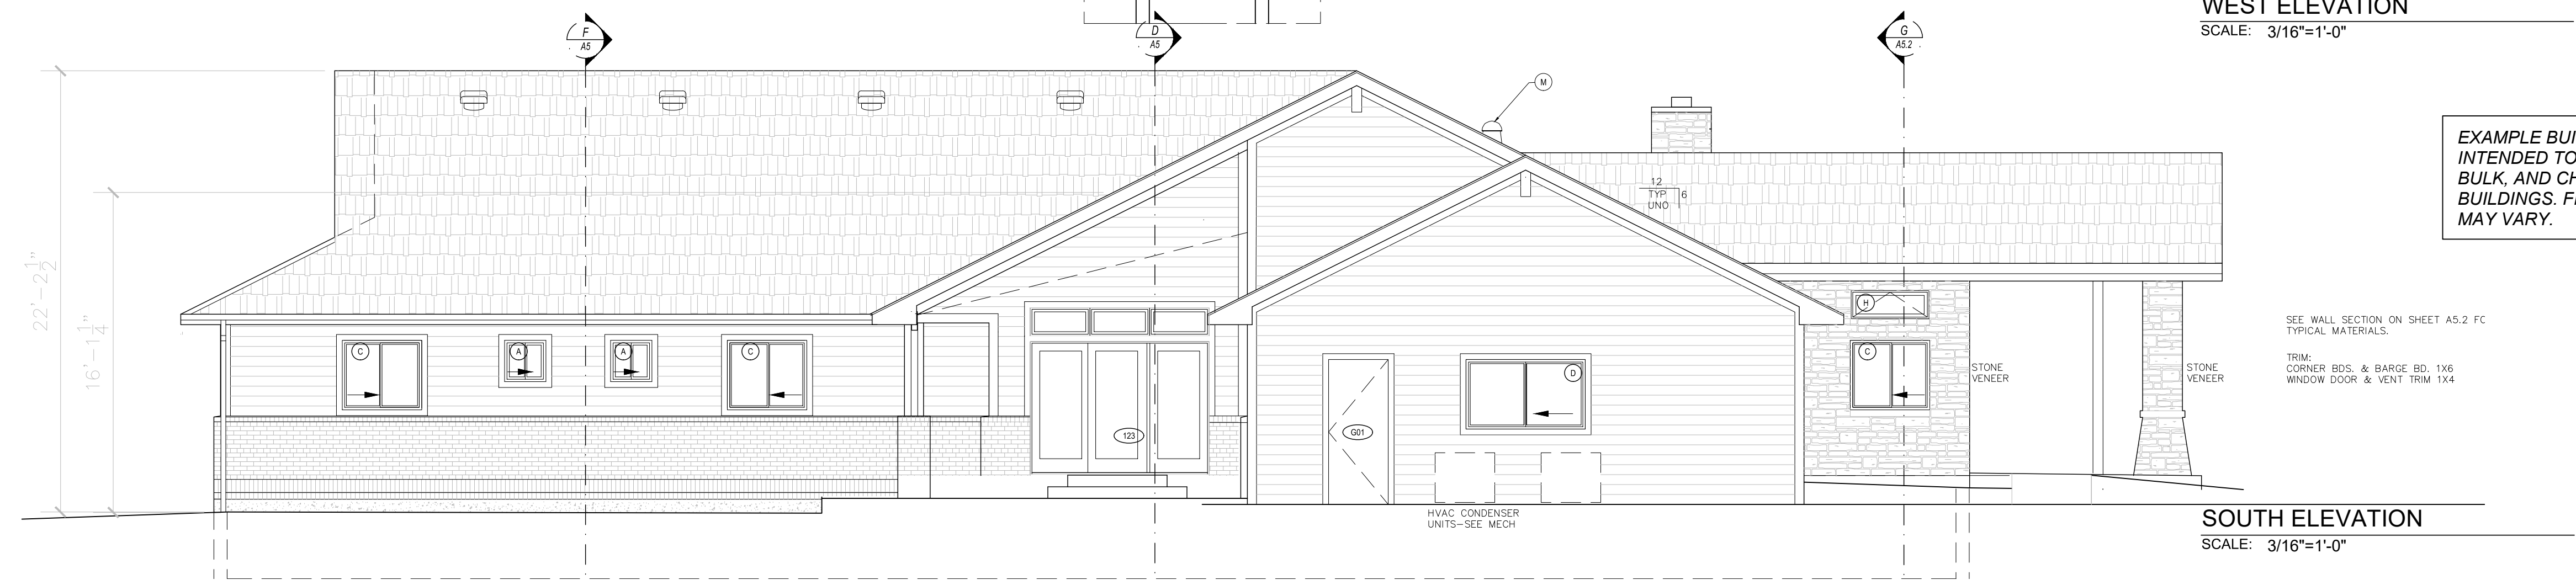 WEST ELEVATION
SCALE: 3/16"=1'-0"
F
A5
D
A5
G
A5.2
M
EXAMPLE BUI
INTENDED TO
BULK, AND CH
BUILDINGS. F
MAY VARY.
12
TYP.
UNO
6
22'-2 1/2"
16'-1 1/4"
H
C
A
A
C
C
D
123
G01
STONE
VENEER
STONE
VENEER
SEE WALL SECTION ON SHEET A5.2 FO
TYPICAL MATERIALS.
TRIM:
CORNER BDS. & BARGE BD. 1X6
WINDOW DOOR & VENT TRIM 1X4
HVAC CONDENSER
UNITS-SEE MECH
SOUTH ELEVATION
SCALE: 3/16"=1'-0"